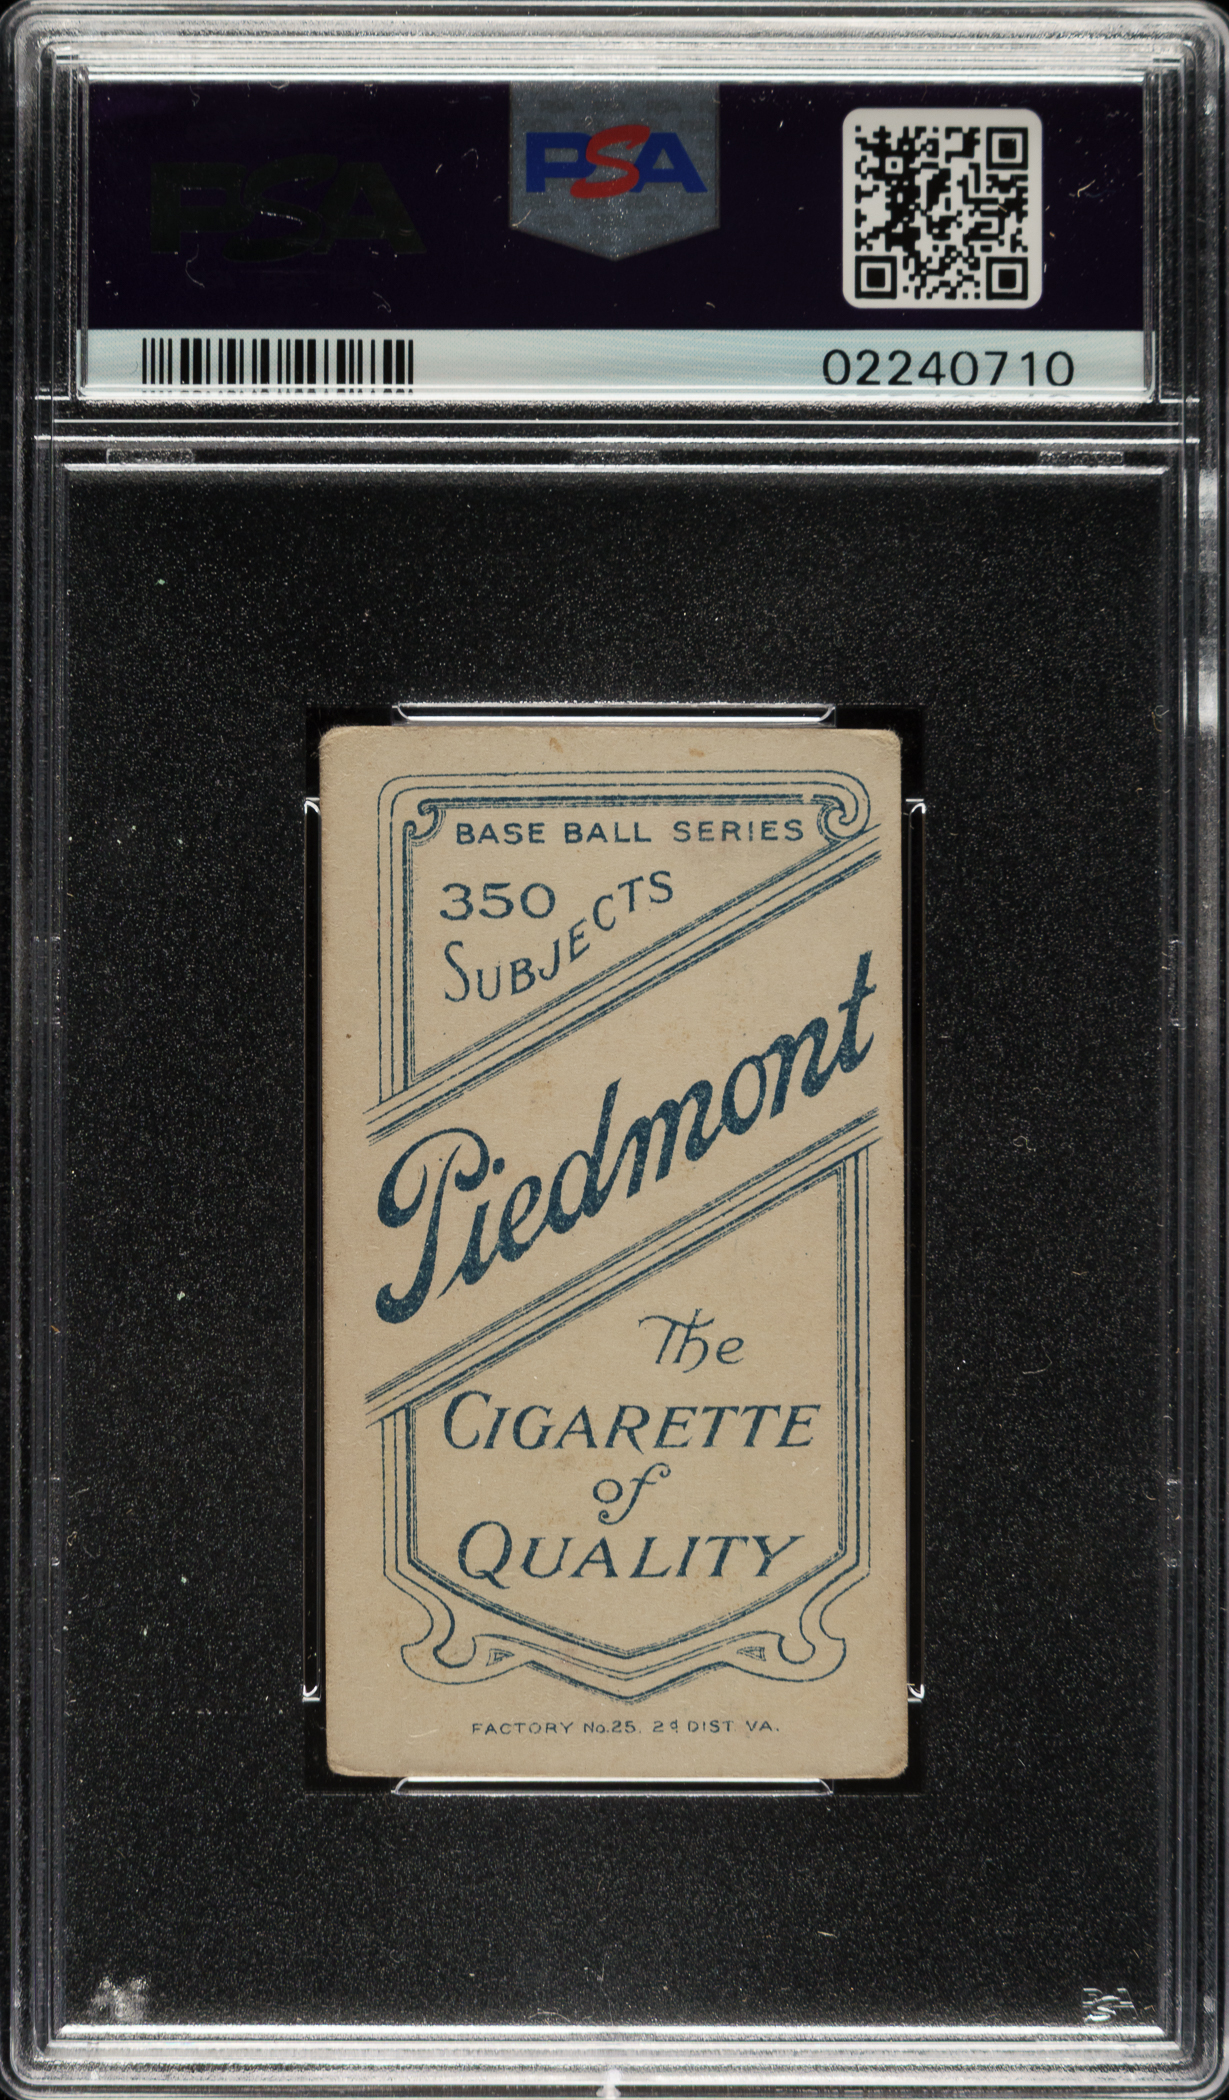 PSA
PSA
02240710
BASE BALL SERIES
350
SUBJECTS
Piedmont
The
CIGARETTE
of
QUALITY
FACTORY No.25. 2d DIST. VA.
PSA